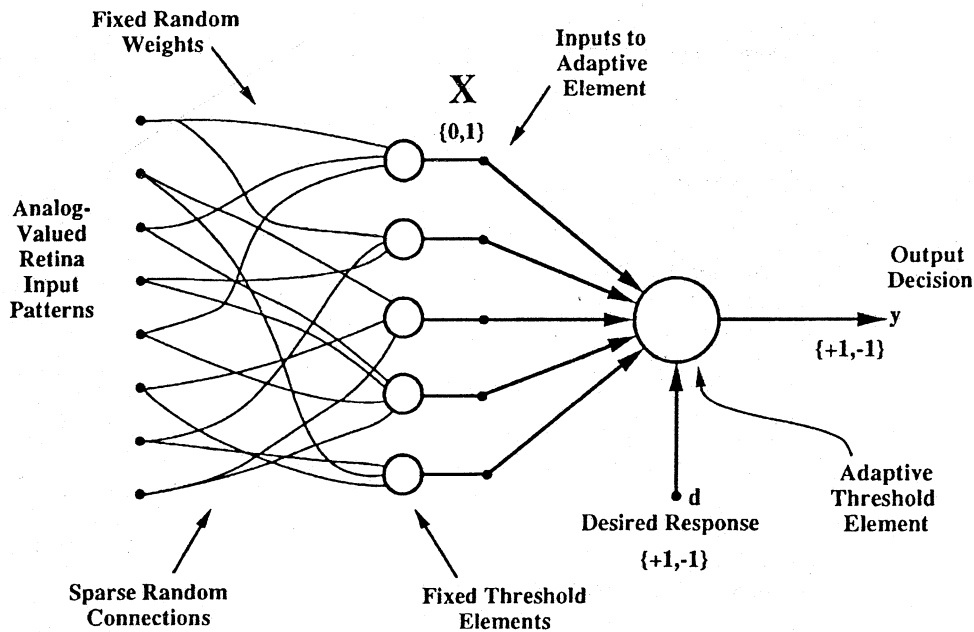 Fixed Random
Weights
Inputs to
Adaptive
Element
X
{0,1}
Analog-
Valued
Retina
Input
Patterns
Output
Decision
y
{+1,-1}
d
Desired Response
{+1,-1}
Adaptive
Threshold
Element
Sparse Random
Connections
Fixed Threshold
Elements